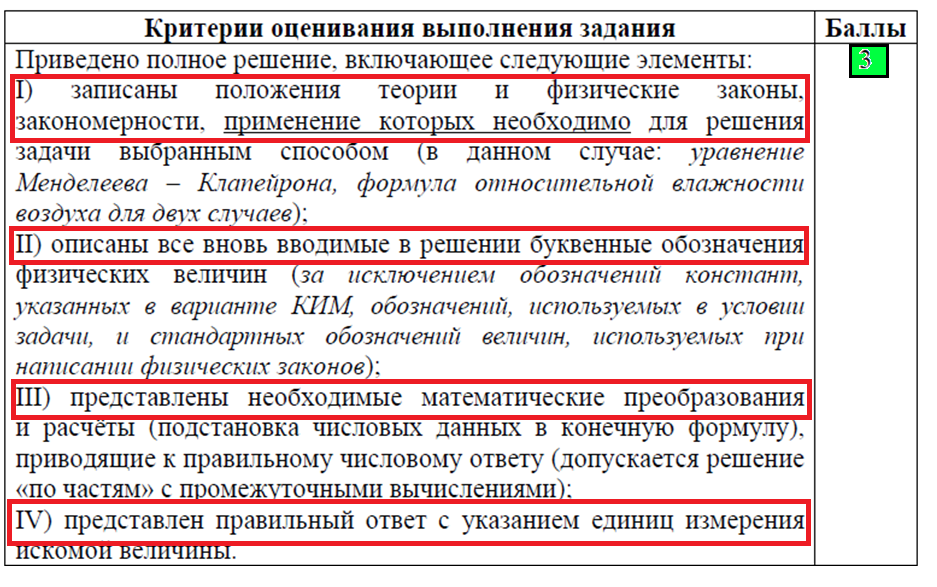 Критерии оценивания выполнения задания Баллы
Приведено полное решение, включающее следующие элементы: 3
I) записаны положения теории и физические законы,
закономерности, применение которых необходимо для решения
задачи выбранным способом (в данном случае: уравнение
Менделеева – Клапейрона, формула относительной влажности
воздуха для двух случаев);
II) описаны все вновь вводимые в решении буквенные обозначения
физических величин (за исключением обозначений констант,
указанных в варианте КИМ, обозначений, используемых в условии
задачи, и стандартных обозначений величин, используемых при
написании физических законов);
III) представлены необходимые математические преобразования
и расчёты (подстановка числовых данных в конечную формулу),
приводящие к правильному числовому ответу (допускается решение
«по частям» с промежуточными вычислениями);
IV) представлен правильный ответ с указанием единиц измерения
искомой величины.